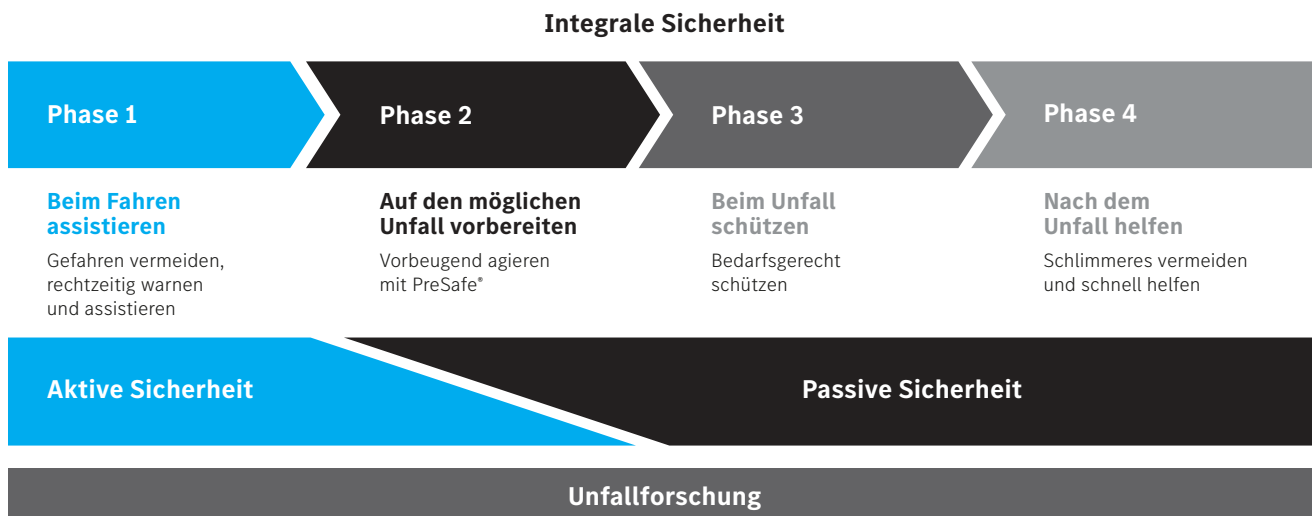 Integrale Sicherheit
Phase 1
Phase 2
Phase 3
Phase 4
Beim Fahren
assistieren
Gefahren vermeiden,
rechtzeitig warnen
und assistieren
Auf den möglichen
Unfall vorbereiten
Vorbeugend agieren
mit PreSafe®
Beim Unfall
schützen
Bedarfsgerecht
schützen
Nach dem
Unfall helfen
Schlimmeres vermeiden
und schnell helfen
Aktive Sicherheit
Passive Sicherheit
Unfallforschung